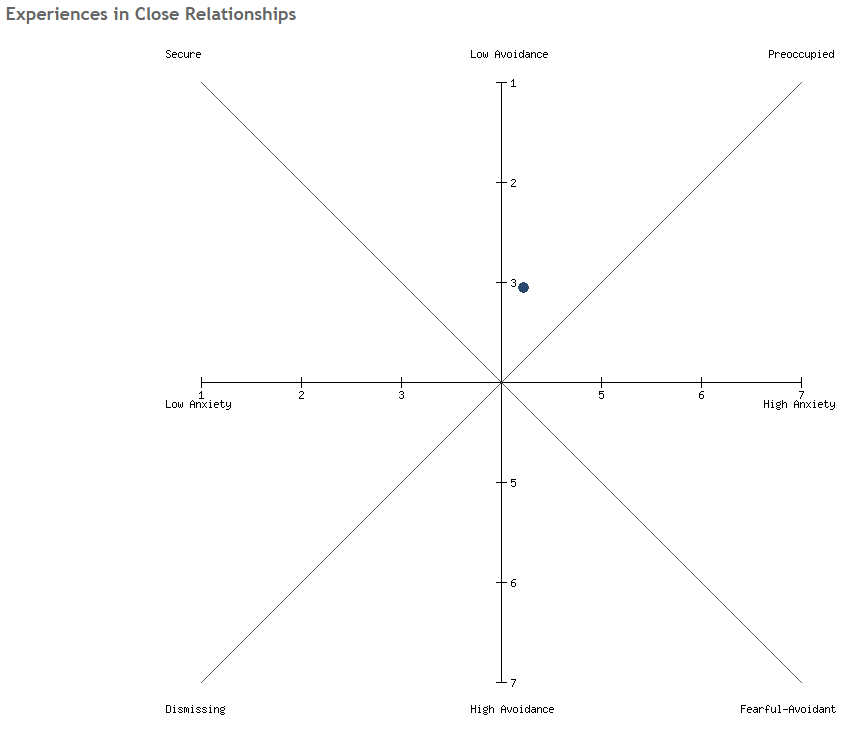 Experiences in Close Relationships
Secure Low Avoidance Preoccupied
1
2
3
1 2 3 5 6 7
Low Anxiety High Anxiety
5
6
7
Dismissing High Avoidance Fearful-Avoidant